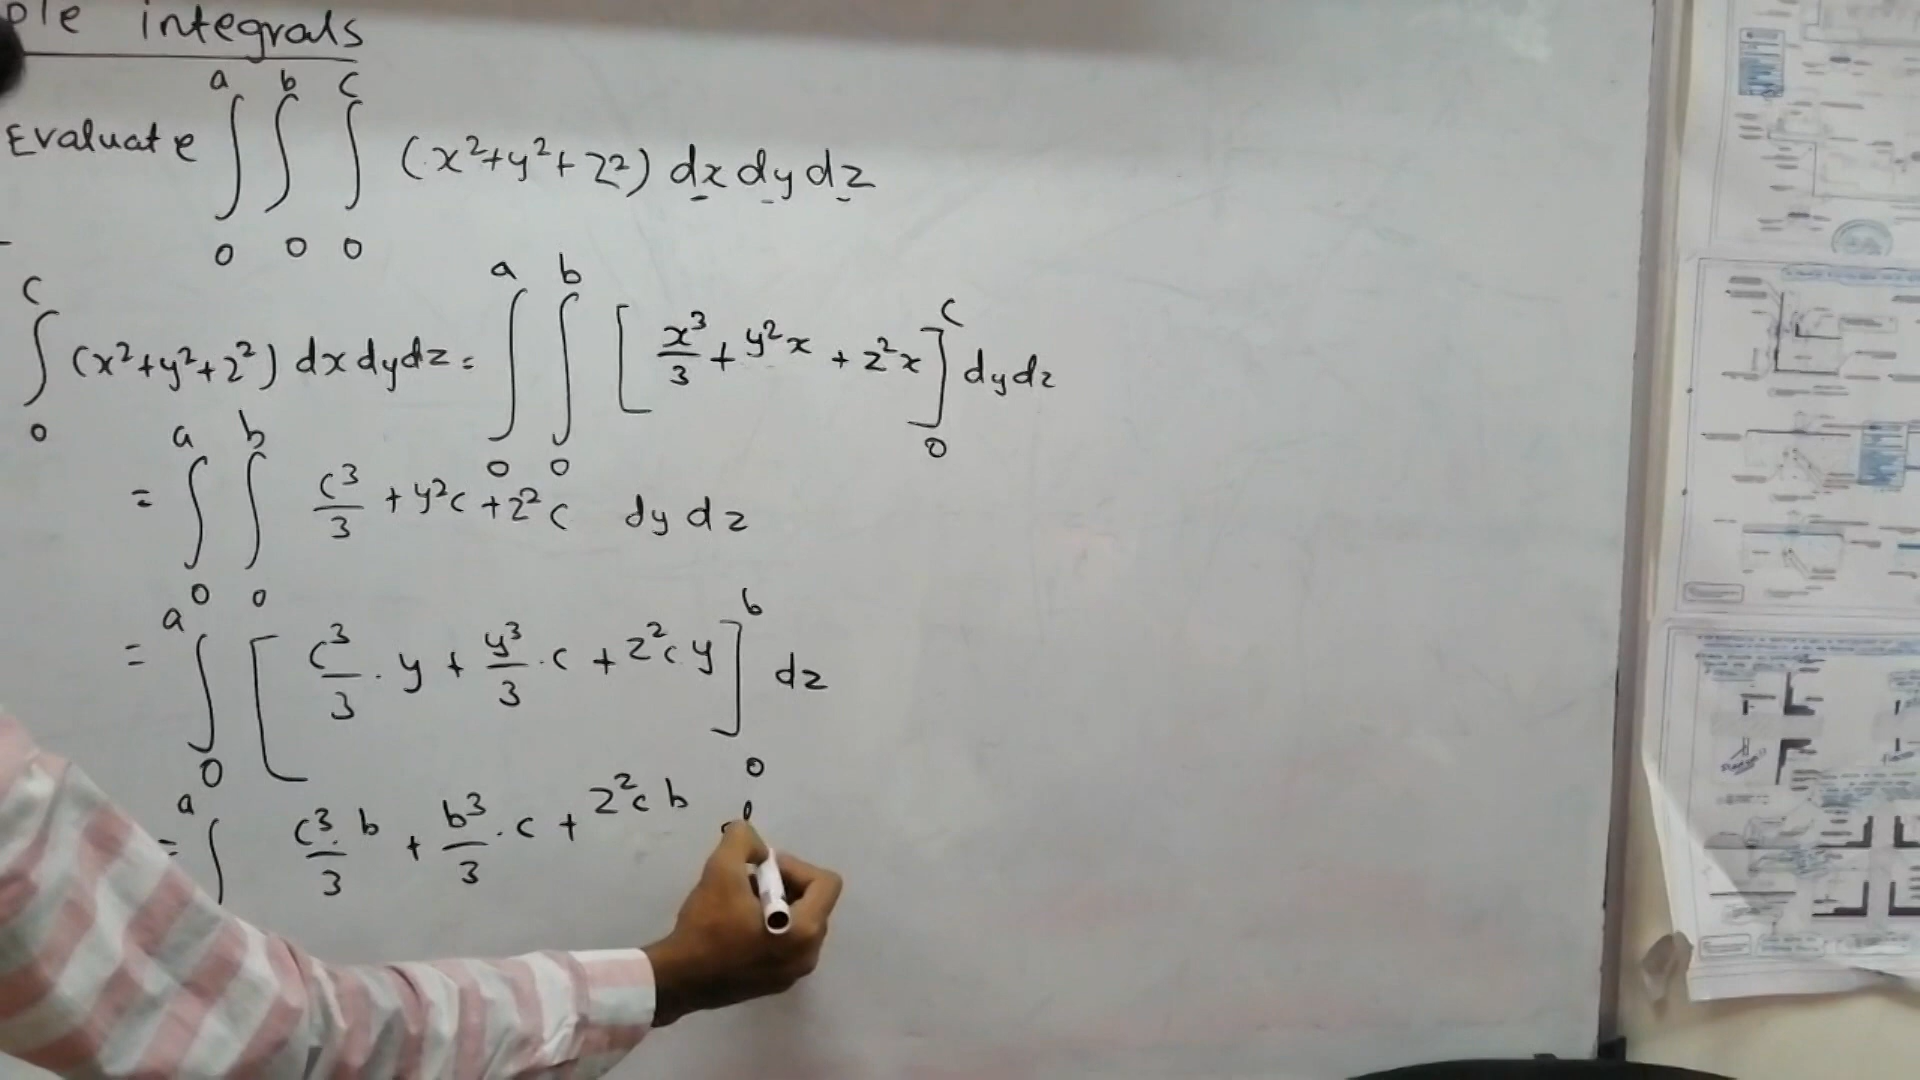 ple integrals
Evaluate ∫₀ᵃ ∫₀ᵇ ∫₀ᶜ (x²+y²+z²) dx dy dz
∫₀ᶜ (x²+y²+z²) dx dy dz = ∫₀ᵃ ∫₀ᵇ [x³/3 + y²x + z²x]₀ᶜ dy dz
= ∫₀ᵃ ∫₀ᵇ c³/3 + y²c + z²c dy dz
= ∫₀ᵃ [c³/3 . y + y³/3 . c + z²cy]₀ᵇ dz
= ∫ᵃ c³/3 . b + b³/3 . c + z²cb